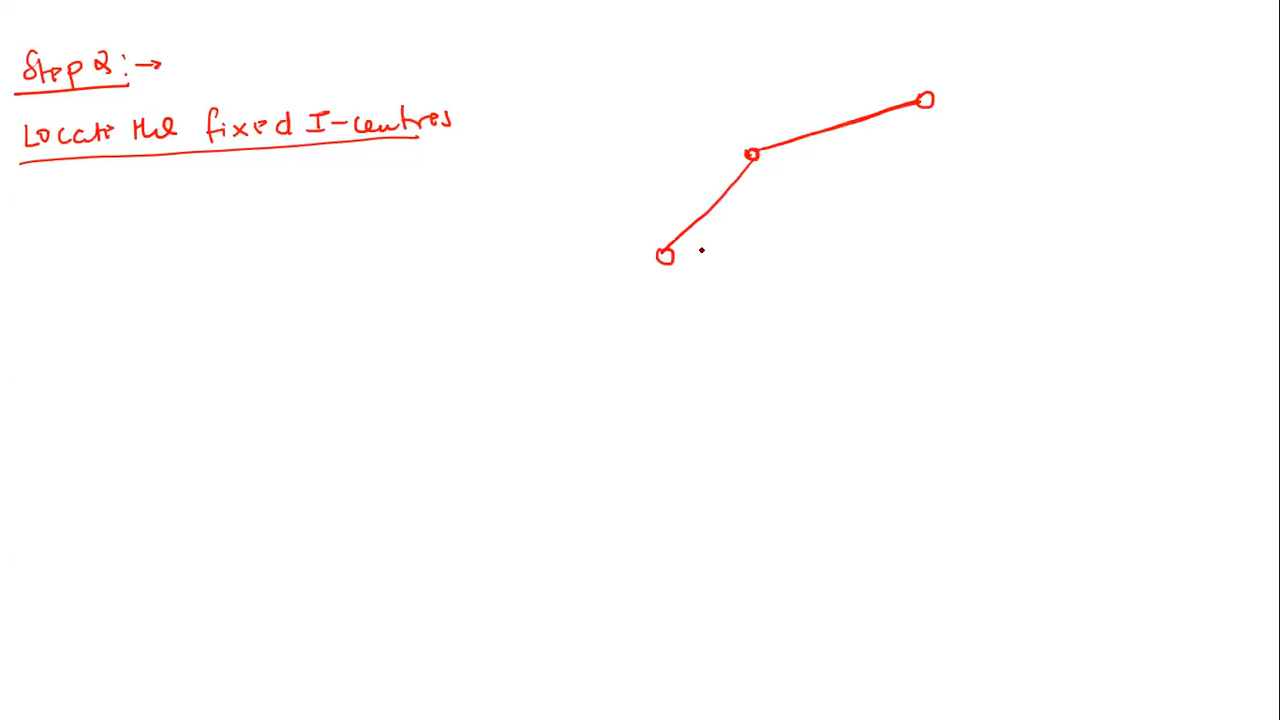 Step 2:→
Locate the fixed I-centres